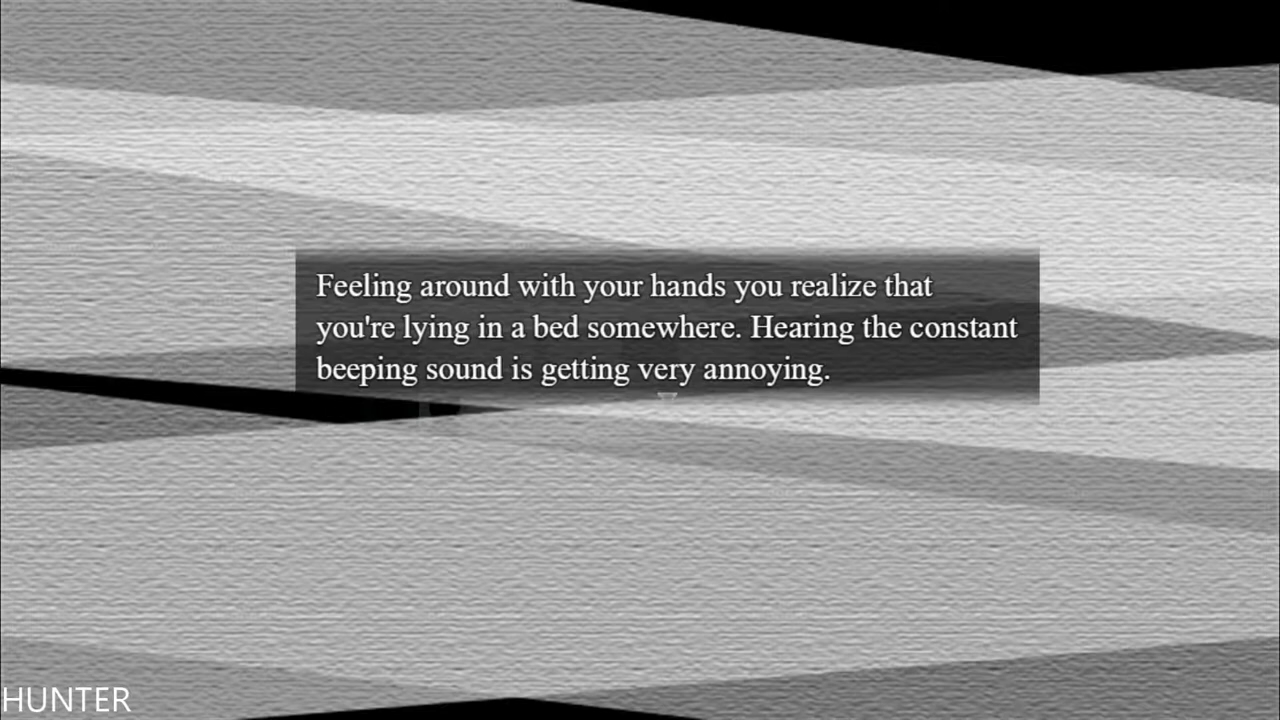 Feeling around with your hands you realize that
you're lying in a bed somewhere. Hearing the constant
beeping sound is getting very annoying.
HUNTER